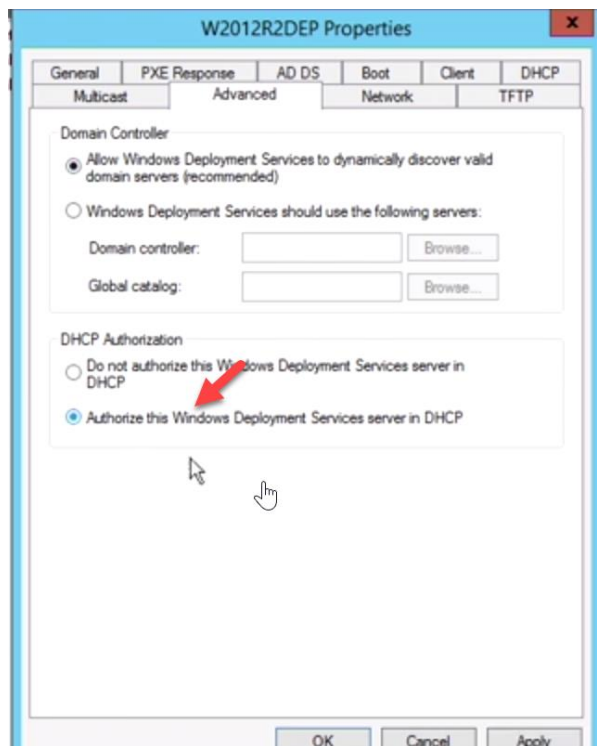 W2012R2DEP Properties
x
General PXE Response AD DS Boot Client DHCP
Multicast Advanced Network TFTP
Domain Controller
Allow Windows Deployment Services to dynamically discover valid
domain servers (recommended)
Windows Deployment Services should use the following servers:
Domain controller: Browse...
Global catalog: Browse...
DHCP Authorization
Do not authorize this Windows Deployment Services server in
DHCP
Authorize this Windows Deployment Services server in DHCP
OK Cancel Apply